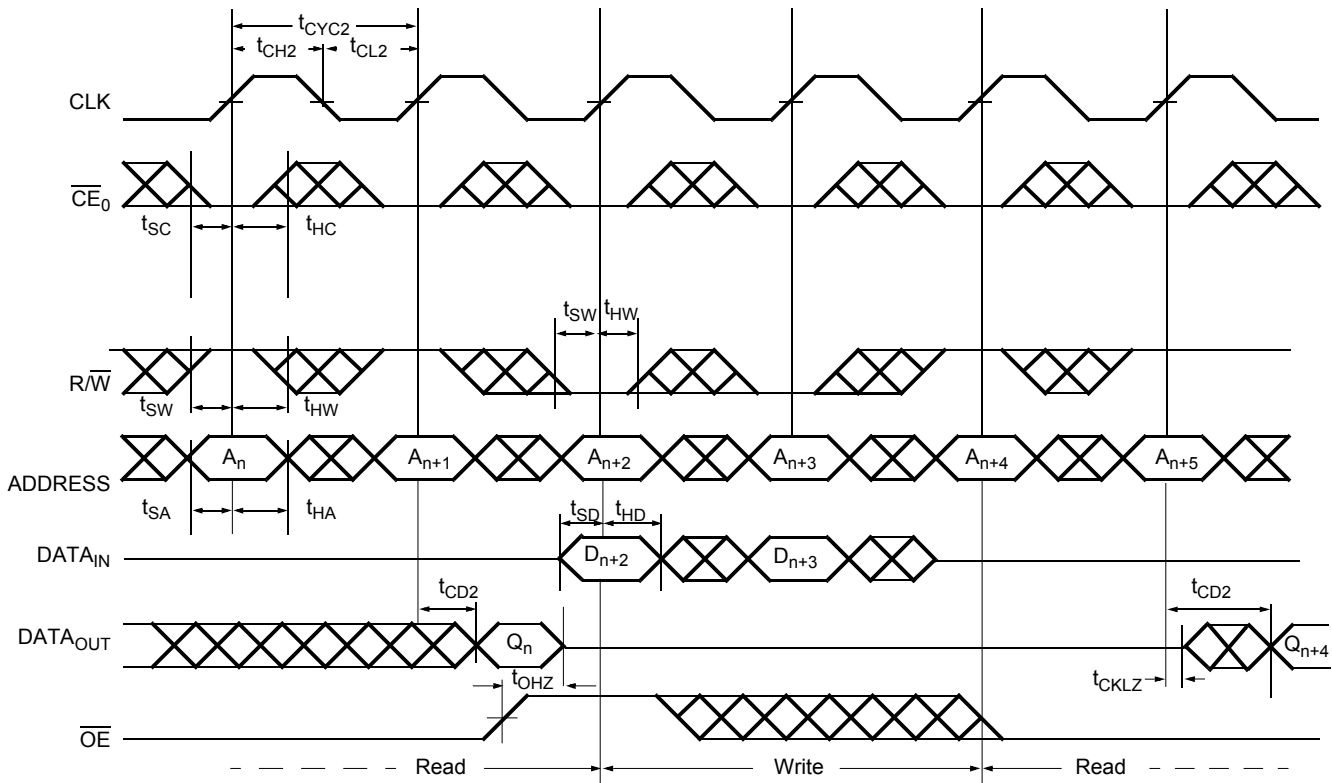 tCYC2
tCH2 tCL2
CLK
CE0
tSC tHC
tSW tHW
R/W
tSW tHW
An An+1 An+2 An+3 An+4 An+5
ADDRESS
tSA tHA
tSD tHD
DATAIN Dn+2 Dn+3
tCD2 tCD2
DATAOUT Qn Qn+4
tOHZ tCKLZ
OE
Read Write Read